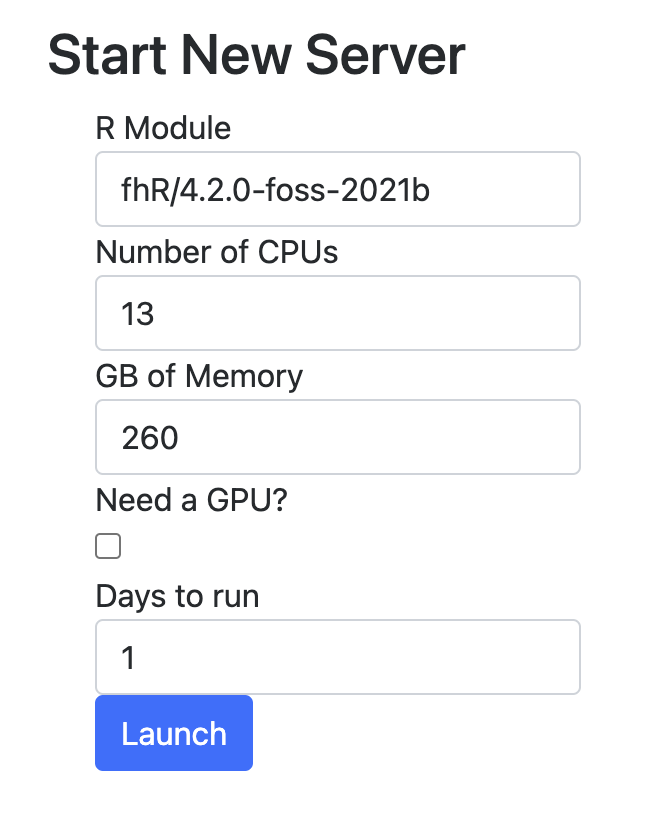 Start New Server
R Module
fhR/4.2.0-foss-2021b
Number of CPUs
13
GB of Memory
260
Need a GPU?
Days to run
1
Launch